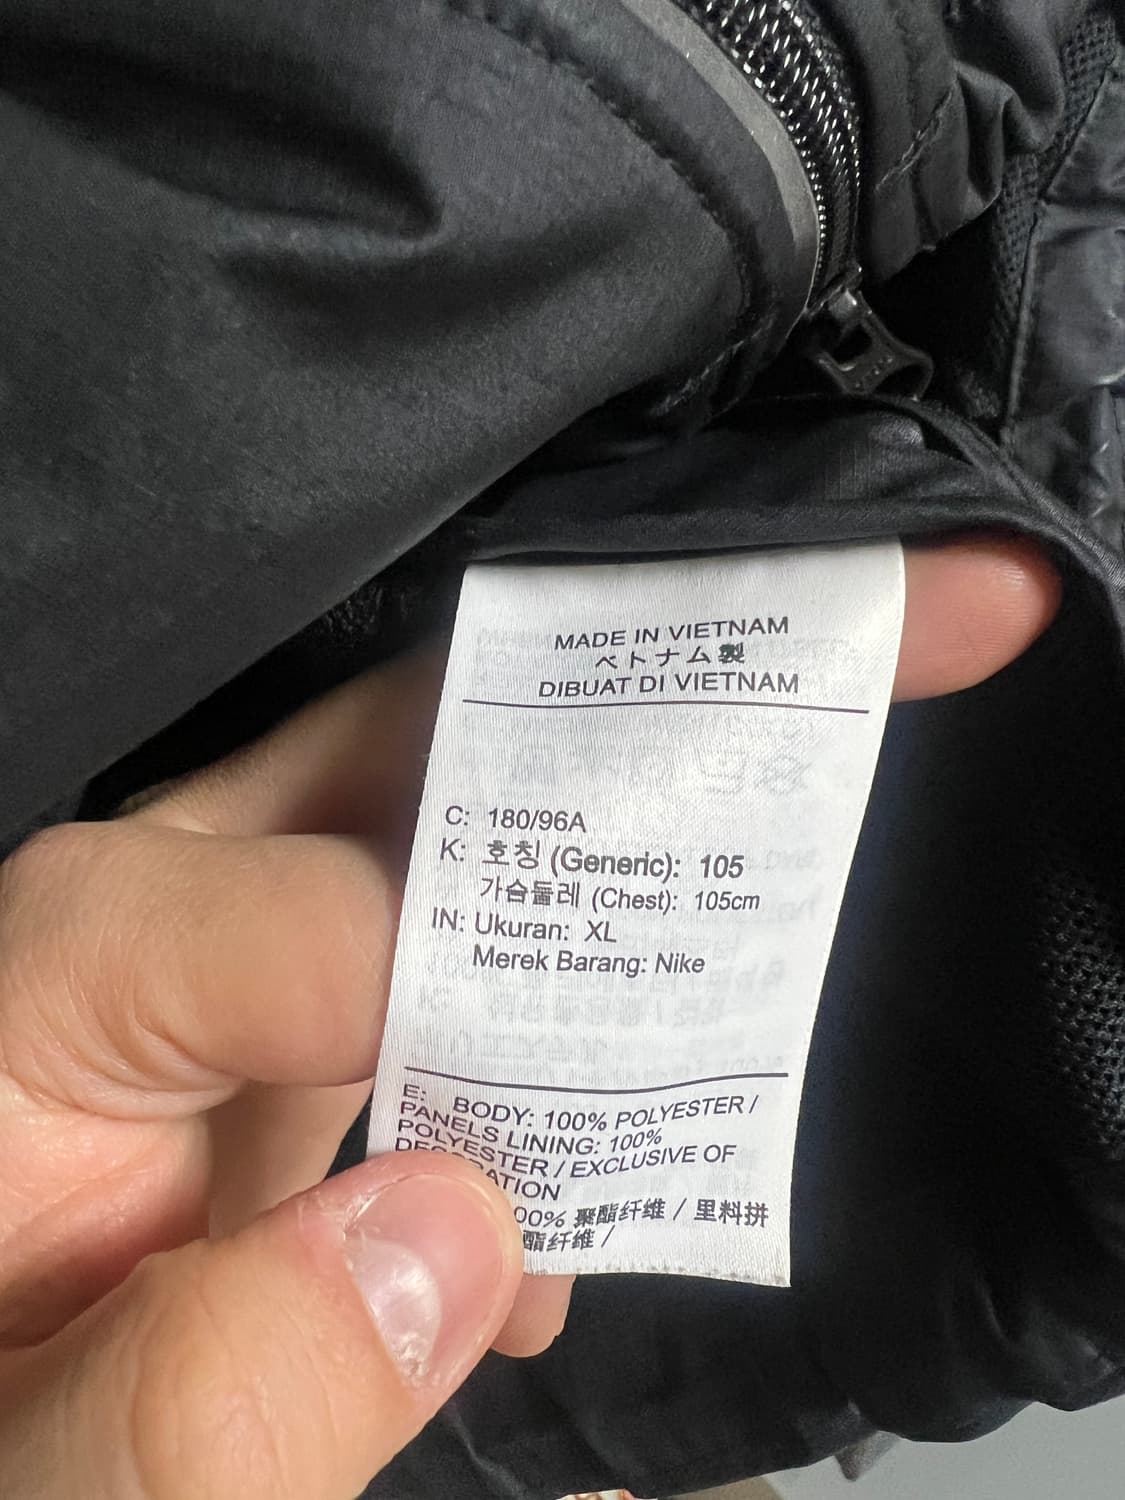 MADE IN VIETNAM
ベトナム製
DIBUAT DI VIETNAM
C: 180/96A
K: 호칭 (Generic): 105
가슴둘레 (Chest): 105cm
IN: Ukuran: XL
Merek Barang: Nike
E: BODY: 100% POLYESTER /
PANELS LINING: 100%
POLYESTER / EXCLUSIVE OF
DECORATION
00% 聚酯纤维 / 里料拼
酯纤维 /